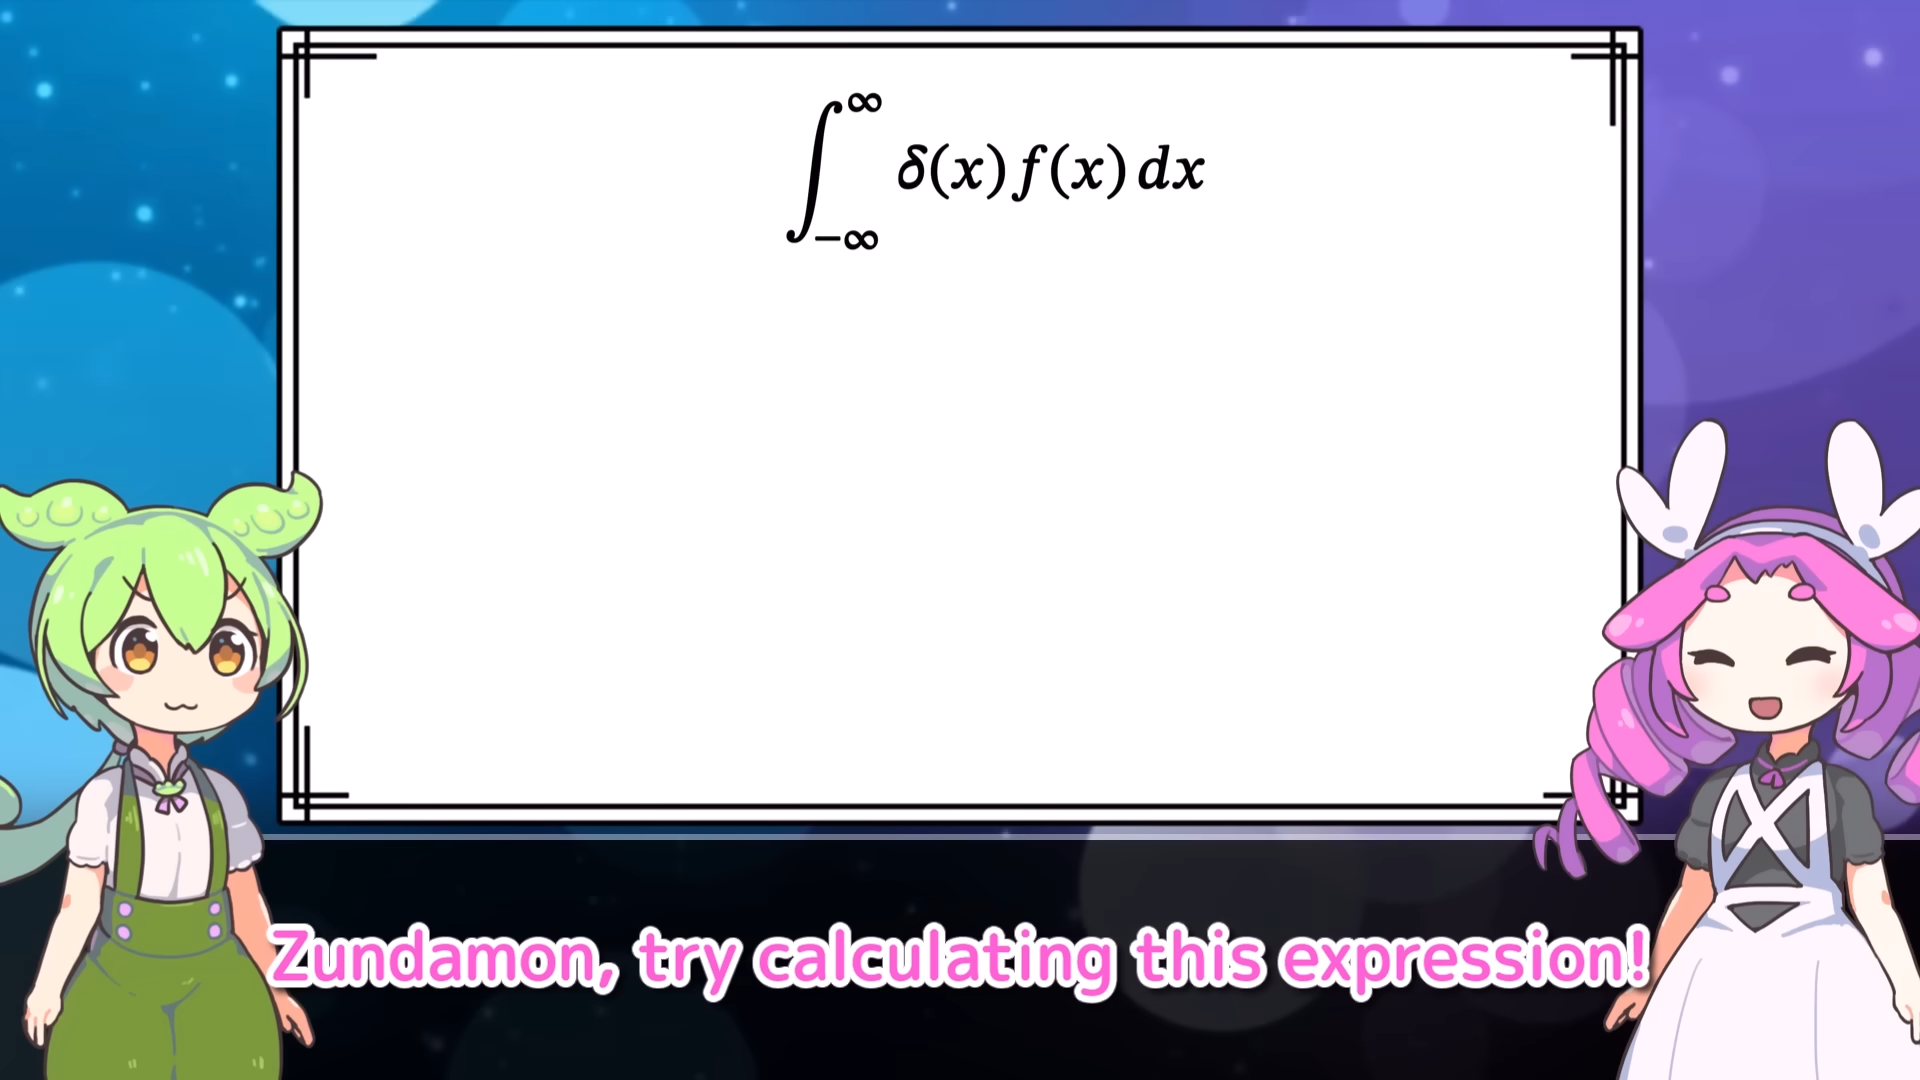 ∫_{-∞}^{∞} δ(x)f(x)dx
Zundamon, try calculating this expression!